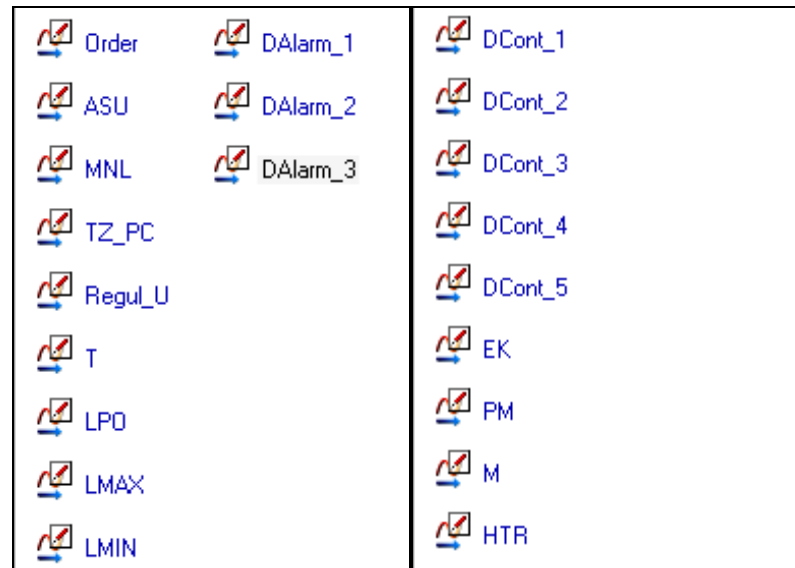 Order
ASU
MNL
TZ_PC
Regul_U
T
LPO
LMAX
LMIN
DAlarm_1
DAlarm_2
DAlarm_3
DCont_1
DCont_2
DCont_3
DCont_4
DCont_5
EK
PM
M
HTR